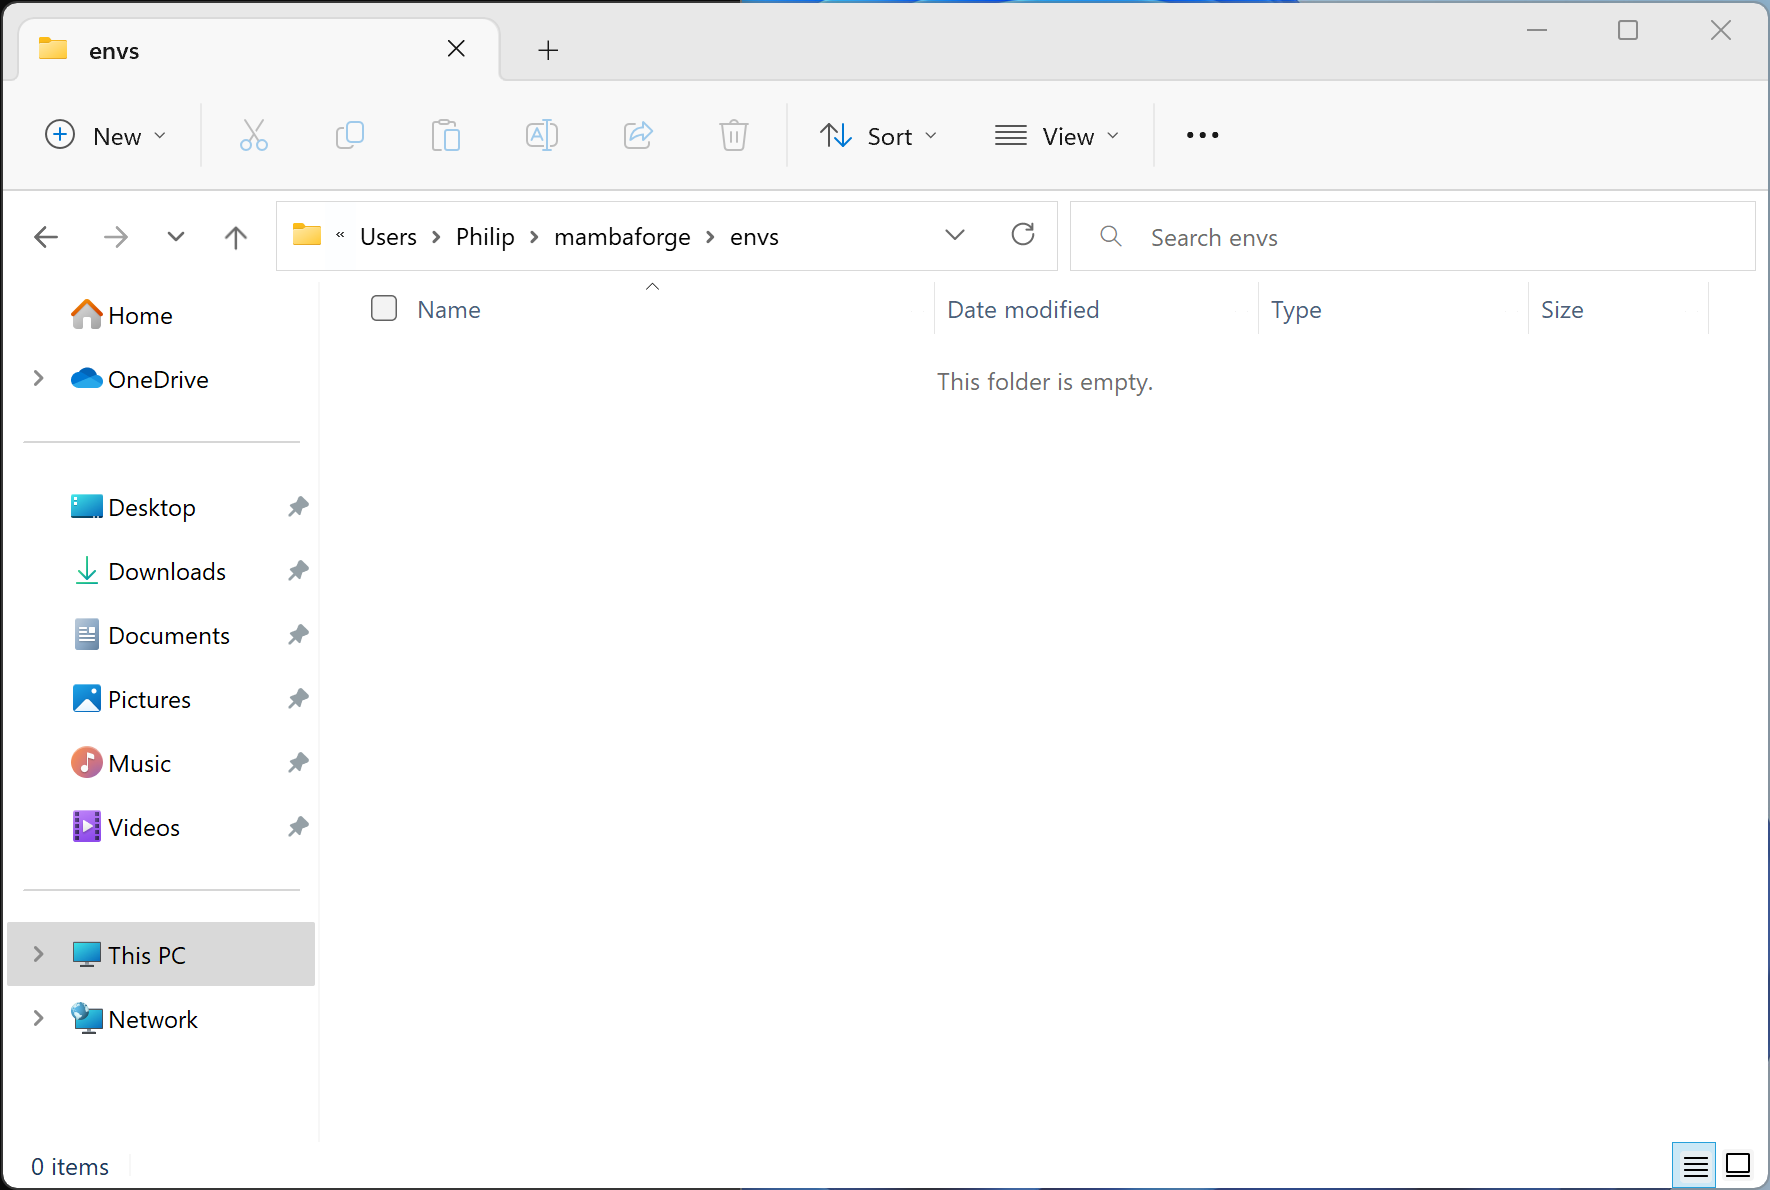 envs
New
Sort
View
« Users > Philip > mambaforge > envs
Search envs
Home
OneDrive
Desktop
Downloads
Documents
Pictures
Music
Videos
This PC
Network
Name Date modified Type Size
This folder is empty.
0 items